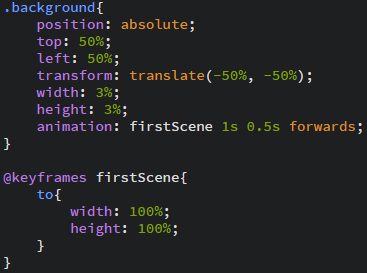 .background{
    position: absolute;
    top: 50%;
    left: 50%;
    transform: translate(-50%, -50%);
    width: 3%;
    height: 3%;
    animation: firstScene 1s 0.5s forwards;
}

@keyframes firstScene{
    to{
        width: 100%;
        height: 100%;
    }
}